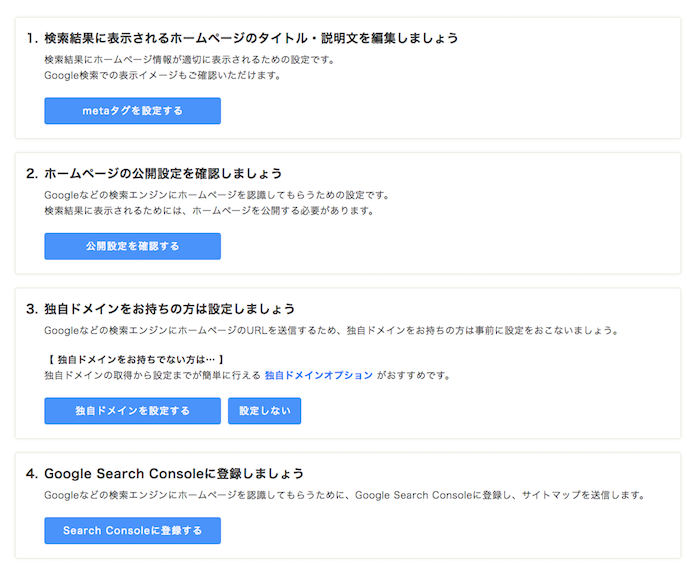 1. 検索結果に表示されるホームページのタイトル・説明文を編集しましょう
検索結果にホームページ情報が適切に表示されるための設定です。
Google検索での表示イメージもご確認いただけます。
metaタグを設定する
2. ホームページの公開設定を確認しましょう
Googleなどの検索エンジンにホームページを認識してもらうための設定です。
検索結果に表示されるためには、ホームページを公開する必要があります。
公開設定を確認する
3. 独自ドメインをお持ちの方は設定しましょう
Googleなどの検索エンジンにホームページのURLを送信するため、独自ドメインをお持ちの方は事前に設定をおこないましょう。
【 独自ドメインをお持ちでない方は… 】
独自ドメインの取得から設定までが簡単に行える 独自ドメインオプション がおすすめです。
独自ドメインを設定する 設定しない
4. Google Search Consoleに登録しましょう
Googleなどの検索エンジンにホームページを認識してもらうために、Google Search Consoleに登録し、サイトマップを送信します。
Search Consoleに登録する